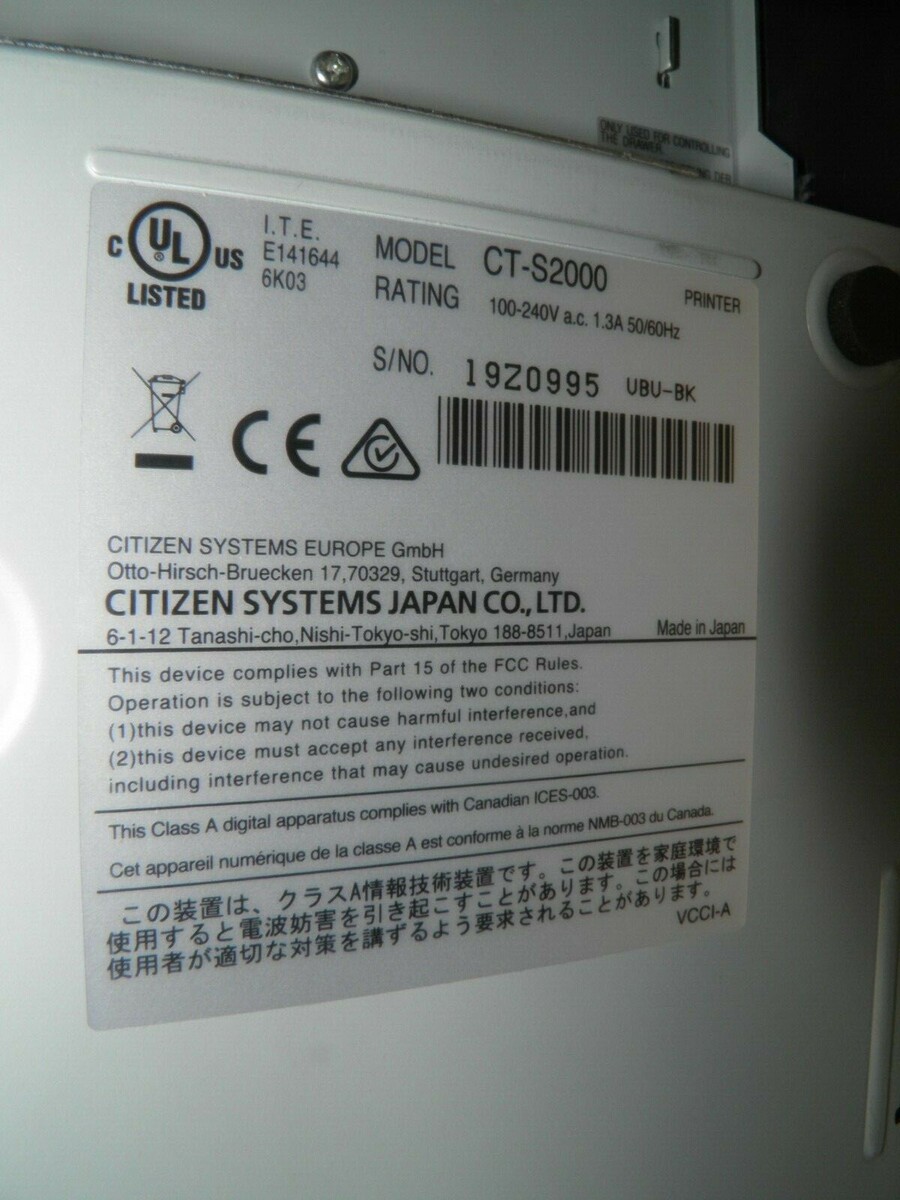 ONLY USED FOR CONTROLLING
THE DRAWER.
C UL US
®
LISTED
I.T.E.
E141644
6K03
MODEL CT-S2000
PRINTER
RATING 100-240V a.c. 1.3A 50/60Hz
S/NO. 19Z0995 UBU-BK
CE
CITIZEN SYSTEMS EUROPE GmbH
Otto-Hirsch-Bruecken 17,70329, Stuttgart, Germany
CITIZEN SYSTEMS JAPAN CO.,LTD.
6-1-12 Tanashi-cho,Nishi-Tokyo-shi,Tokyo 188-8511,Japan Made in Japan
This device complies with Part 15 of the FCC Rules.
Operation is subject to the following two conditions:
(1)this device may not cause harmful interference,and
(2)this device must accept any interference received,
including interference that may cause undesired operation.
This Class A digital apparatus complies with Canadian ICES-003.
Cet appareil numérique de la classe A est conforme à la norme NMB-003 du Canada.
この装置は、クラスA情報技術装置です。この装置を家庭環境で
使用すると電波妨害を引き起こすことがあります。この場合には
使用者が適切な対策を講ずるよう要求されることがあります。
VCCI-A